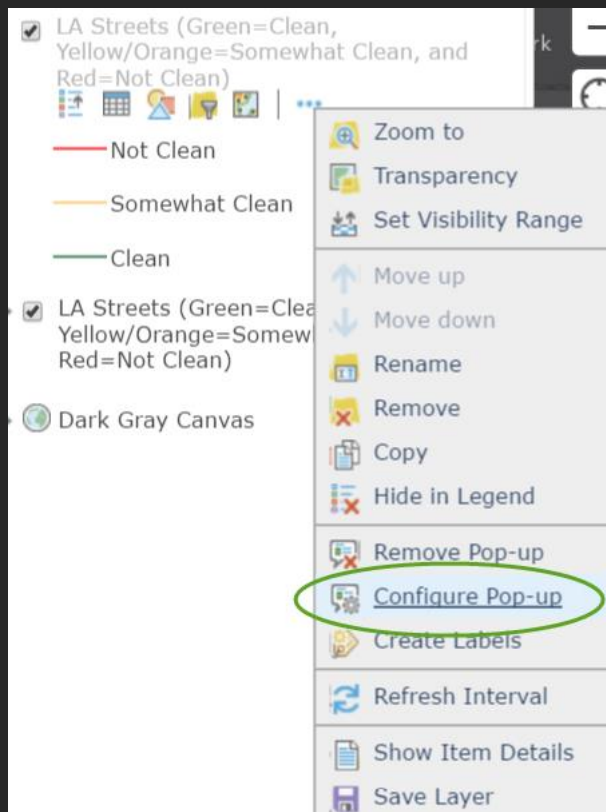 LA Streets (Green=Clean,
Yellow/Orange=Somewhat Clean, and
Red=Not Clean)
Not Clean
Somewhat Clean
Clean
LA Streets (Green=Clea
Yellow/Orange=Somew
Red=Not Clean)
Dark Gray Canvas
rk
Zoom to
Transparency
Set Visibility Range
Move up
Move down
Rename
Remove
Copy
Hide in Legend
Remove Pop-up
Configure Pop-up
Create Labels
Refresh Interval
Show Item Details
Save Layer